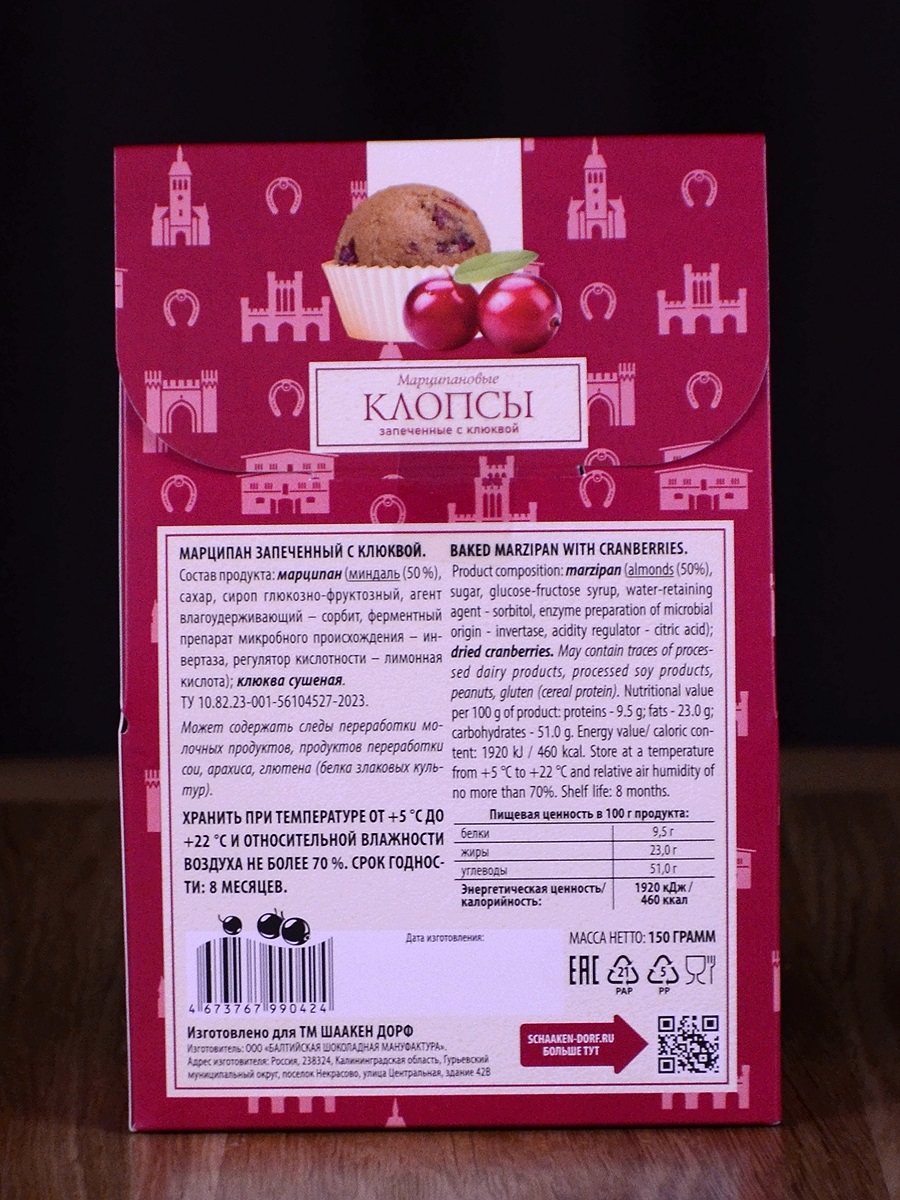 Марципановые
КЛОПСЫ
запеченные с клюквой
МАРЦИПАН ЗАПЕЧЕННЫЙ С КЛЮКВОЙ.
Состав продукта: марципан (миндаль (50 %),
сахар, сироп глюкозно-фруктозный, агент
влагоудерживающий – сорбит, ферментный
препарат микробного происхождения – ин-
вертаза, регулятор кислотности – лимонная
кислота); клюква сушеная.
ТУ 10.82.23-001-56104527-2023.
Может содержать следы переработки мо-
лочных продуктов, продуктов переработки
сои, арахиса, глютена (белка злаковых куль-
тур).
ХРАНИТЬ ПРИ ТЕМПЕРАТУРЕ ОТ +5 °С ДО
+22 °С И ОТНОСИТЕЛЬНОЙ ВЛАЖНОСТИ
ВОЗДУХА НЕ БОЛЕЕ 70 %. СРОК ГОДНОС-
ТИ: 8 МЕСЯЦЕВ.
BAKED MARZIPAN WITH CRANBERRIES.
Product composition: marzipan (almonds (50%),
sugar, glucose-fructose syrup, water-retaining
agent - sorbitol, enzyme preparation of microbial
origin - invertase, acidity regulator - citric acid);
dried cranberries. May contain traces of proces-
sed dairy products, processed soy products,
peanuts, gluten (cereal protein). Nutritional value
per 100 g of product: proteins - 9.5 g; fats - 23.0 g;
carbohydrates - 51.0 g. Energy value/ caloric con-
tent: 1920 kJ / 460 kcal. Store at a temperature
from +5 °C to +22 °C and relative air humidity of
no more than 70%. Shelf life: 8 months.
Пищевая ценность в 100 г продукта:
белки 9,5 г
жиры 23,0 г
углеводы 51,0 г
Энергетическая ценность/ 1920 кДж /
калорийность: 460 ккал
Дата изготовления:
МАССА НЕТТО: 150 ГРАММ
EAC 21 5
PAP PP
4 673767 990424
Изготовлено для ТМ ШААКЕН ДОРФ
Изготовитель: ООО «БАЛТИЙСКАЯ ШОКОЛАДНАЯ МАНУФАКТУРА».
Адрес изготовителя: Россия, 238324, Калининградская область, Гурьевский
муниципальный округ, поселок Некрасово, улица Центральная, здание 42В
SCHAAKEN-DORF.RU
БОЛЬШЕ ТУТ